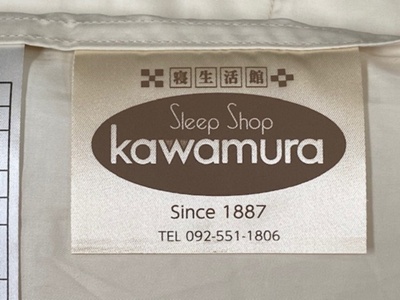 寝生活館
Sleep Shop
kawamura
Since 1887
TEL 092-551-1806